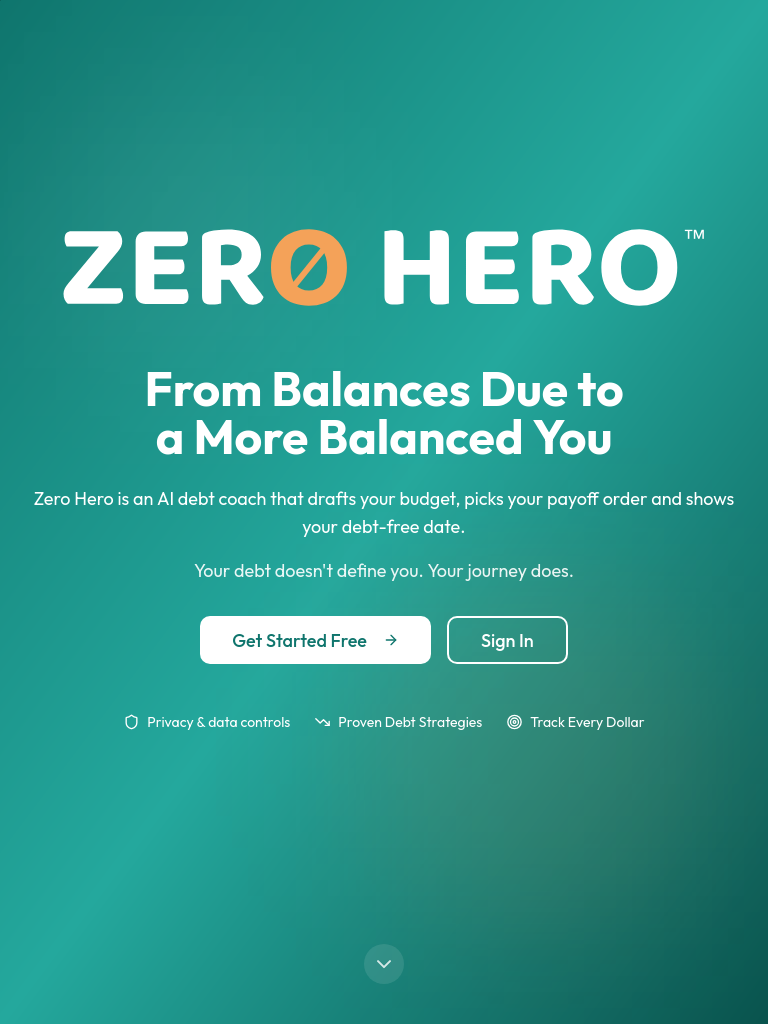 ZERØ HERO™
From Balances Due to
a More Balanced You
Zero Hero is an AI debt coach that drafts your budget, picks your payoff order and shows
your debt-free date.
Your debt doesn't define you. Your journey does.
Get Started Free → Sign In
Privacy & data controls Proven Debt Strategies Track Every Dollar